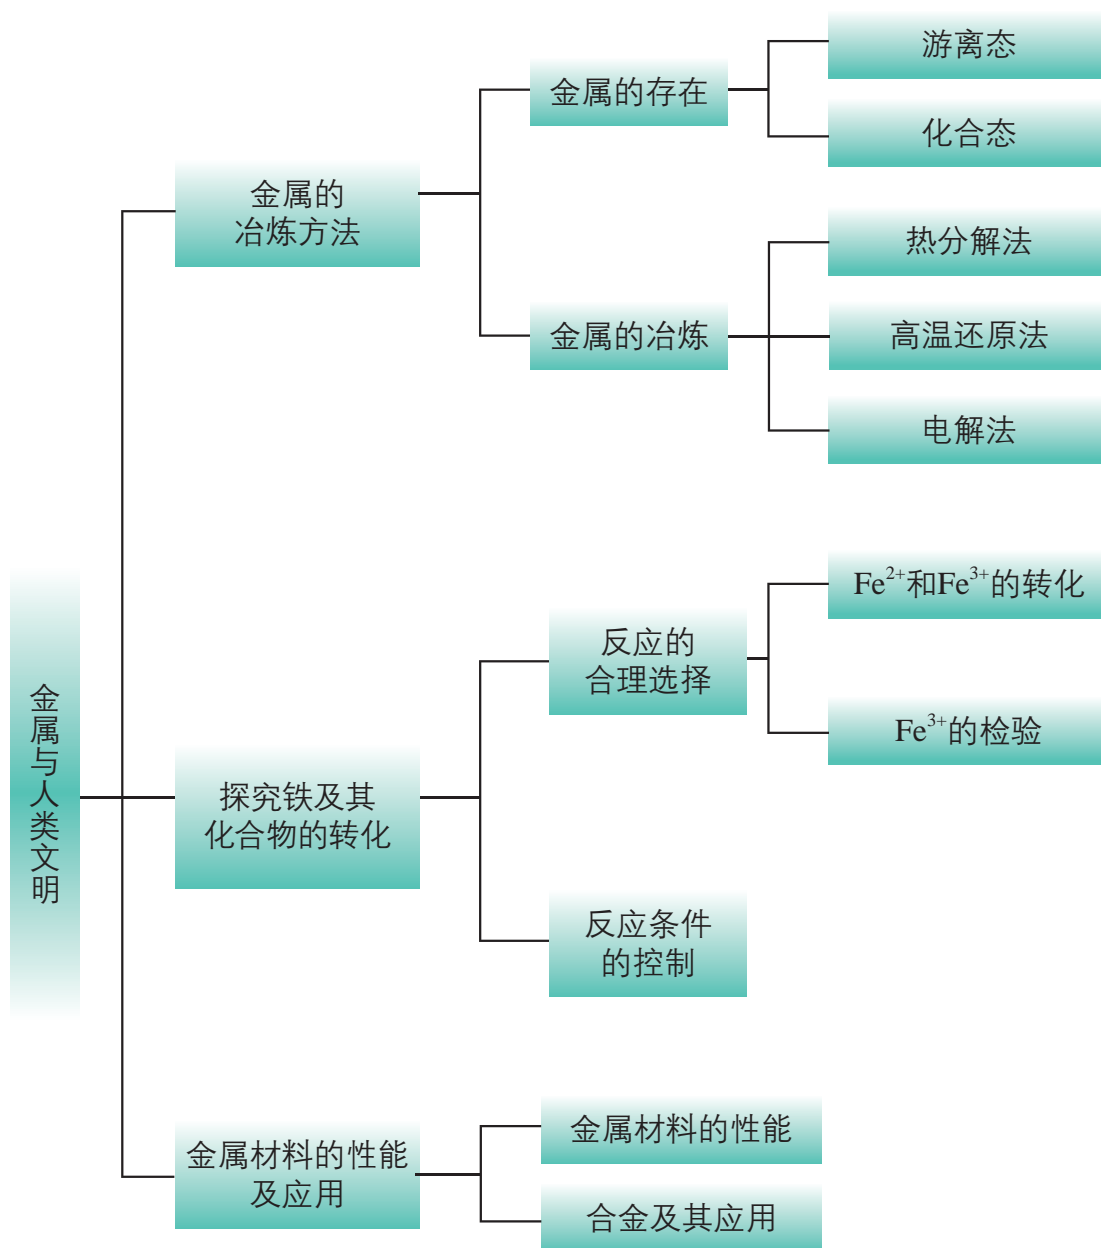 金属与人类文明
金属的
冶炼方法
金属的存在
游离态
化合态
金属的冶炼
热分解法
高温还原法
电解法
探究铁及其
化合物的转化
反应的
合理选择
Fe²⁺和Fe³⁺的转化
Fe³⁺的检验
反应条件
的控制
金属材料的性能
及应用
金属材料的性能
合金及其应用